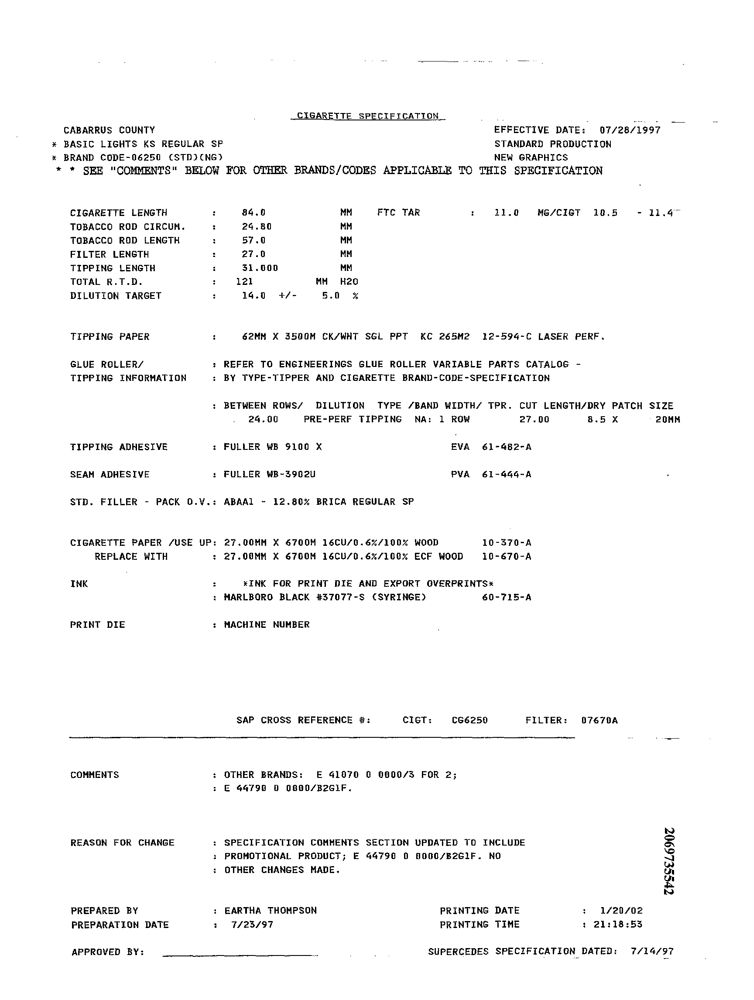 CIGARETTE SPECIFICATION
CABARRUS COUNTY EFFECTIVE DATE: 07/28/1997
* BASIC LIGHTS KS REGULAR SP STANDARD PRODUCTION
* BRAND CODE-06250 (STD)(NG) NEW GRAPHICS
* * SEE "COMMENTS" BELOW FOR OTHER BRANDS/CODES APPLICABLE TO THIS SPECIFICATION
CIGARETTE LENGTH : 84.0 MM FTC TAR : 11.0 MG/CIGT 10.5 - 11.4
TOBACCO ROD CIRCUM. : 24.80 MM
TOBACCO ROD LENGTH : 57.0 MM
FILTER LENGTH : 27.0 MM
TIPPING LENGTH : 31.000 MM
TOTAL R.T.D. : 121 MM H2O
DILUTION TARGET : 14.0 +/- 5.0 %
TIPPING PAPER : 62MM X 3500M CK/WNT SGL PPT KC 265M2 12-594-C LASER PERF.
GLUE ROLLER/ : REFER TO ENGINEERINGS GLUE ROLLER VARIABLE PARTS CATALOG -
TIPPING INFORMATION : BY TYPE-TIPPER AND CIGARETTE BRAND-CODE-SPECIFICATION
: BETWEEN ROWS/ DILUTION TYPE /BAND WIDTH/ TPR. CUT LENGTH/DRY PATCH SIZE
24.00 PRE-PERF TIPPING NA: 1 ROW 27.00 8.5 X 20MM
TIPPING ADHESIVE : FULLER WB 9100 X EVA 61-482-A
SEAM ADHESIVE : FULLER WB-3902U PVA 61-444-A
STD. FILLER - PACK O.V.: ABAA1 - 12.80% BRICA REGULAR SP
CIGARETTE PAPER /USE UP: 27.00MM X 6700M 16CU/0.6%/100% WOOD 10-370-A
REPLACE WITH : 27.00MM X 6700M 16CU/0.6%/100% ECF WOOD 10-670-A
INK : *INK FOR PRINT DIE AND EXPORT OVERPRINTS*
: MARLBORO BLACK #37077-S (SYRINGE) 60-715-A
PRINT DIE : MACHINE NUMBER
SAP CROSS REFERENCE #: CIGT: CG6250 FILTER: 07670A
COMMENTS : OTHER BRANDS: E 41070 0 0000/3 FOR 2;
: E 44790 0 0000/B2G1F.
REASON FOR CHANGE : SPECIFICATION COMMENTS SECTION UPDATED TO INCLUDE
: PROMOTIONAL PRODUCT; E 44790 0 0000/B2G1F. NO
: OTHER CHANGES MADE.
2069735542
PREPARED BY : EARTHA THOMPSON PRINTING DATE : 1/20/02
PREPARATION DATE : 7/23/97 PRINTING TIME : 21:18:53
APPROVED BY: SUPERCEDES SPECIFICATION DATED: 7/14/97